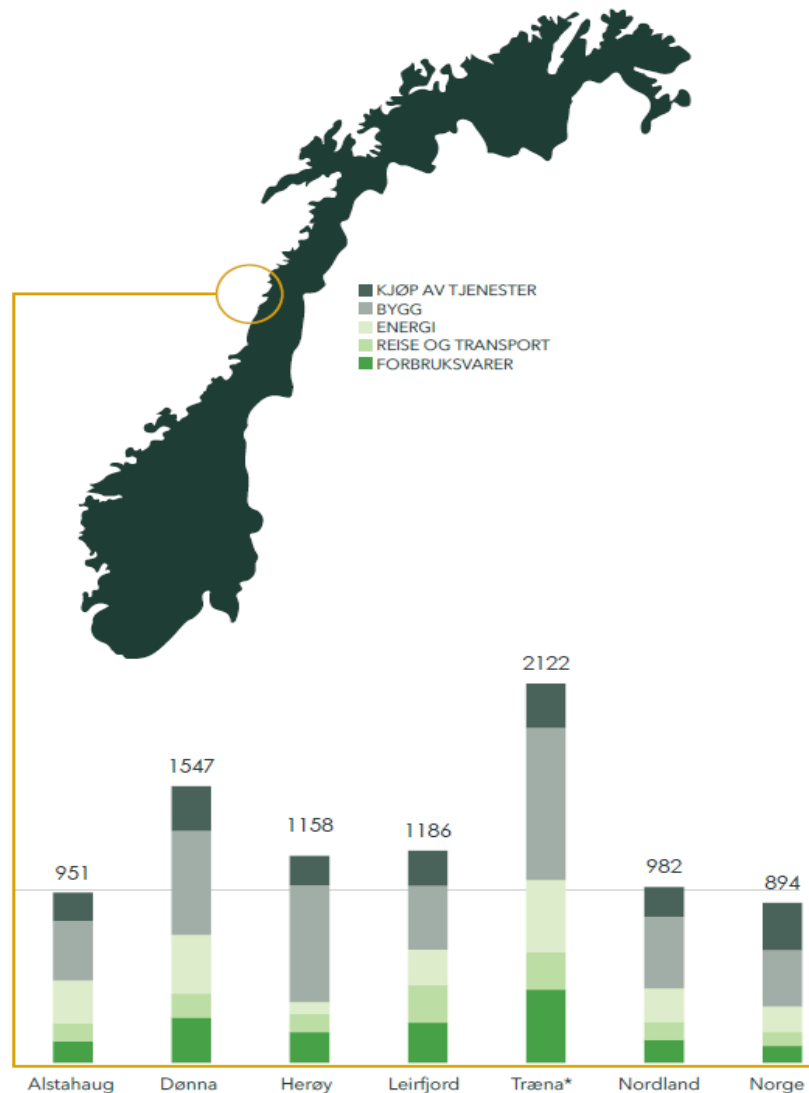 KJØP AV TJENESTER
BYGG
ENERGI
REISE OG TRANSPORT
FORBRUKSVARER
2122
1547
1158
1186
951
982
894
Alstahaug
Dønna
Herøy
Leirfjord
Træna*
Nordland
Norge